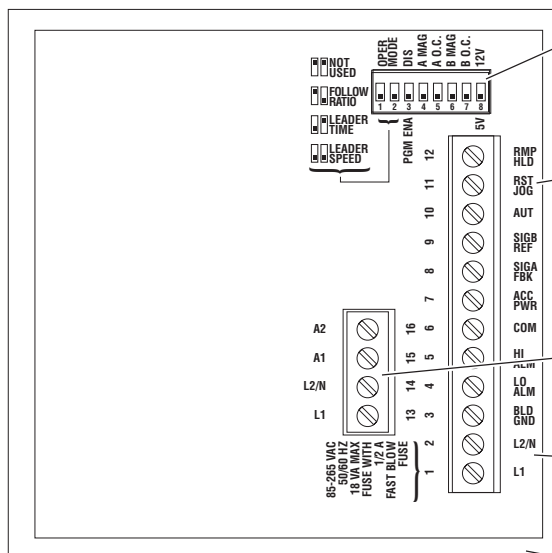 OPER
MODE
DIS
A MAG
A O.C.
B MAG
B O.C.
12V
NOT
USED
FOLLOW
RATIO
LEADER
TIME
LEADER
SPEED
1 2 3 4 5 6 7 8
PGM ENA
5V
12
RMP
HLD
11
RST
JOG
10
AUT
9
SIGB
REF
8
SIGA
FBK
7
ACC
PWR
A2
16
6
COM
A1
15
5
HI
ALM
L2/N
14
4
LO
ALM
L1
13
3
BLD
GND
2
L2/N
1
L1
85-265 VAC
50/60 HZ
18 VA MAX
FUSE WITH
1/2 A
FAST BLOW
FUSE